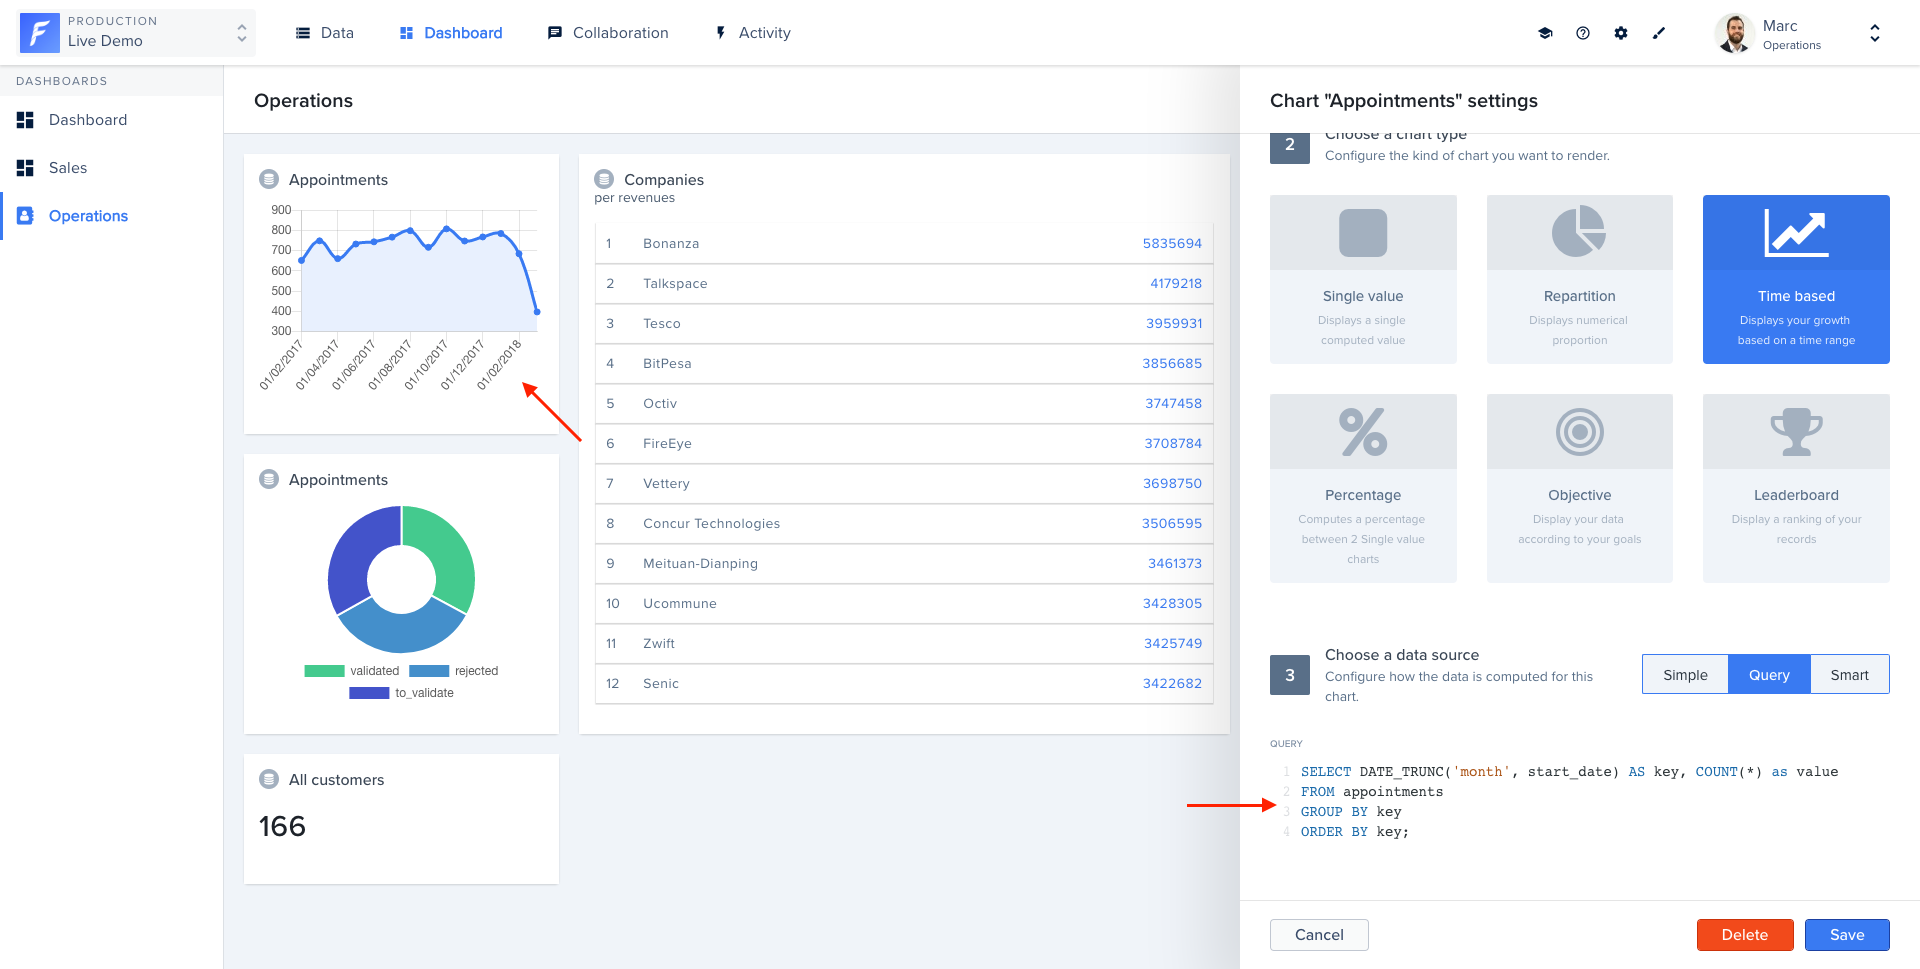 PRODUCTION
Live Demo
Data
Dashboard
Collaboration
Activity
Marc
Operations
DASHBOARDS
Dashboard
Sales
Operations
Operations
Appointments
900
800
700
600
500
400
300
01/02/2017
01/04/2017
01/06/2017
01/08/2017
01/10/2017
01/12/2017
01/02/2018
Appointments
validated
rejected
to_validate
All customers
166
Companies
per revenues
1 Bonanza 5835694
2 Talkspace 4179218
3 Tesco 3959931
4 BitPesa 3856685
5 Octiv 3747458
6 FireEye 3708784
7 Vettery 3698750
8 Concur Technologies 3506595
9 Meituan-Dianping 3461373
10 Ucommune 3428305
11 Zwift 3425749
12 Senic 3422682
Chart "Appointments" settings
2
Choose a chart type
Configure the kind of chart you want to render.
Single value
Displays a single
computed value
Repartition
Displays numerical
proportion
Time based
Displays your growth
based on a time range
Percentage
Computes a percentage
between 2 Single value
charts
Objective
Display your data
according to your goals
Leaderboard
Display a ranking of your
records
3
Choose a data source
Configure how the data is computed for this
chart.
Simple
Query
Smart
QUERY
1 SELECT DATE_TRUNC('month', start_date) AS key, COUNT(*) as value
2 FROM appointments
3 GROUP BY key
4 ORDER BY key;
Cancel
Delete
Save